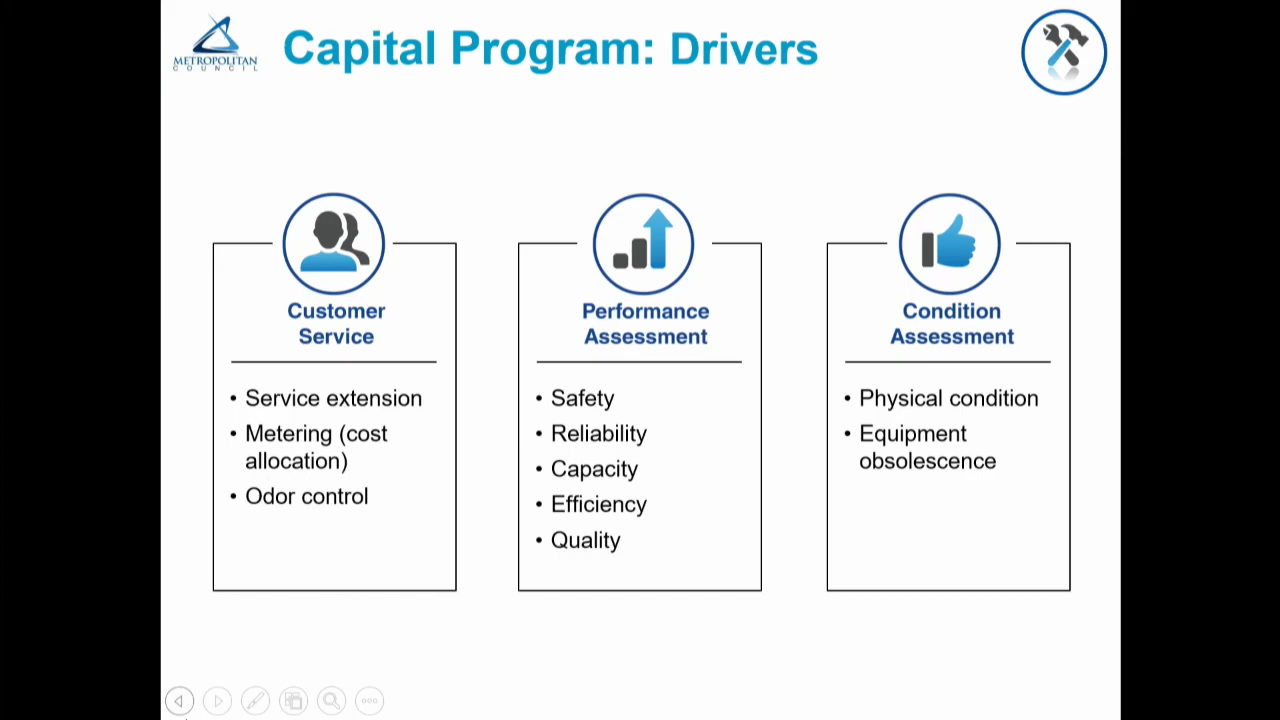 METROPOLITAN
COUNCIL
Capital Program: Drivers
Customer
Service
• Service extension
• Metering (cost
allocation)
• Odor control
Performance
Assessment
• Safety
• Reliability
• Capacity
• Efficiency
• Quality
Condition
Assessment
• Physical condition
• Equipment
obsolescence